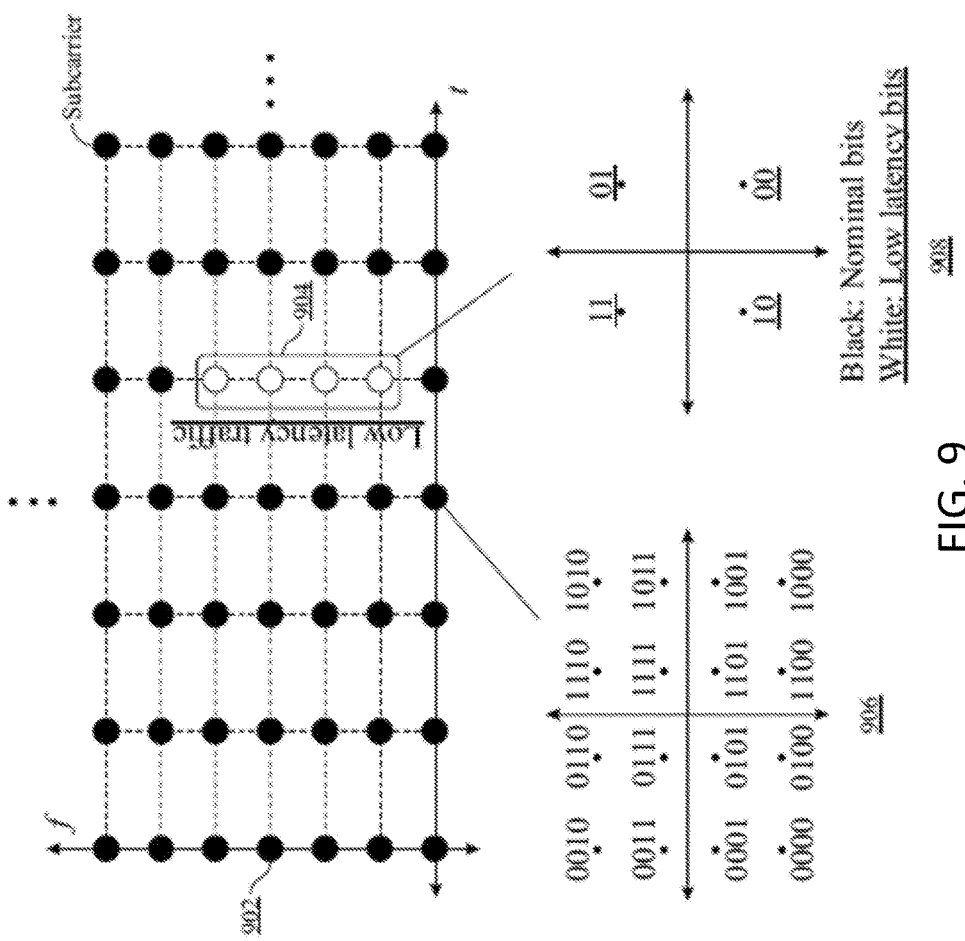 Subcarrier
f
902
904
Low latency traffic
t
0010 0110 1110 1010
0011 0111 1111 1011
0001 0101 1101 1001
0000 0100 1100 1000
906
11 01
10 00
Black: Nominal bits
White: Low latency bits
908
FIG. 9